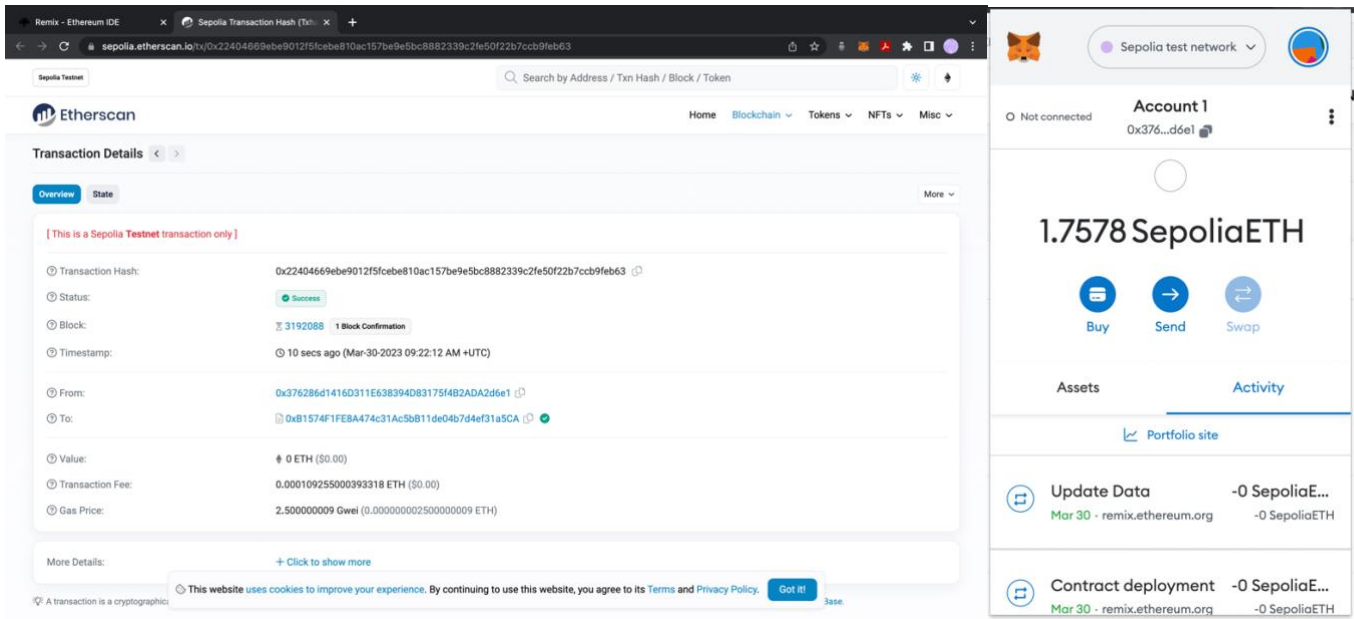 Remix - Ethereum IDE
Sepolia Transaction Hash (Txh
sepolia.etherscan.io/tx/0x22404669ebe9012f5fcebe810ac157be9e5bc8882339c2fe50f22b7ccb9feb63
Sepolia Testnet
Search by Address / Txn Hash / Block / Token
Etherscan
Home Blockchain Tokens NFTs Misc
Transaction Details
Overview State
More
[ This is a Sepolia Testnet transaction only ]
Transaction Hash: 0x22404669ebe9012f5fcebe810ac157be9e5bc8882339c2fe50f22b7ccb9feb63
Status: Success
Block: 3192088 1 Block Confirmation
Timestamp: 10 secs ago (Mar-30-2023 09:22:12 AM +UTC)
From: 0x376286d1416D311E638394D83175f4B2ADA2d6e1
To: 0xB1574F1FE8A474c31Ac5bB11de04b7d4ef31a5CA
Value: 0 ETH ($0.00)
Transaction Fee: 0.000109255000393318 ETH ($0.00)
Gas Price: 2.500000009 Gwei (0.000000002500000009 ETH)
More Details: + Click to show more
This website uses cookies to improve your experience. By continuing to use this website, you agree to its Terms and Privacy Policy. Got it!
A transaction is a cryptographic
Base.
Sepolia test network
Not connected
Account 1
0x376...d6e1
1.7578 SepoliaETH
Buy Send Swap
Assets Activity
Portfolio site
Update Data -0 SepoliaE...
Mar 30 - remix.ethereum.org -0 SepoliaETH
Contract deployment -0 SepoliaE...
Mar 30 - remix.ethereum.org -0 SepoliaETH